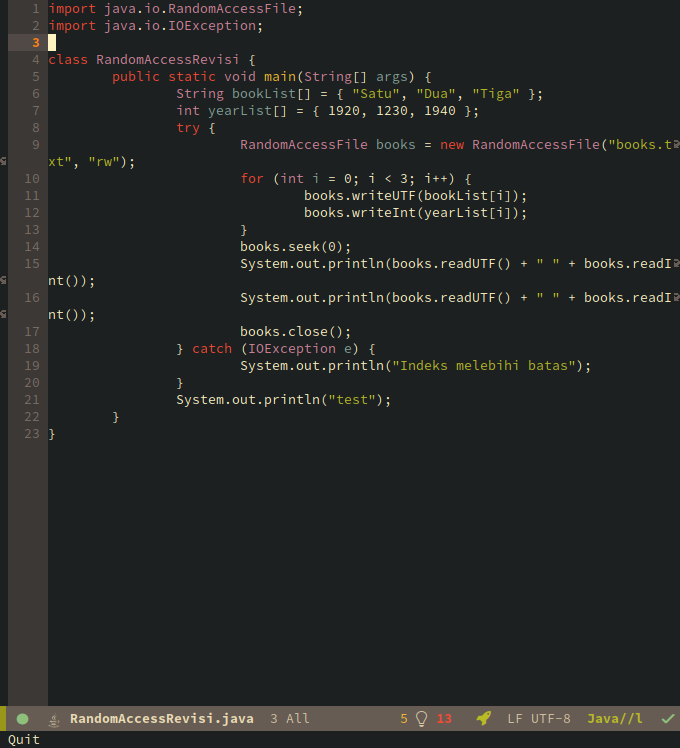 1 import java.io.RandomAccessFile;
2 import java.io.IOException;
3
4 class RandomAccessRevisi {
5         public static void main(String[] args) {
6                 String bookList[] = { "Satu", "Dua", "Tiga" };
7                 int yearList[] = { 1920, 1230, 1940 };
8                 try {
9                         RandomAccessFile books = new RandomAccessFile("books.t
xt", "rw");
10                         for (int i = 0; i < 3; i++) {
11                                 books.writeUTF(bookList[i]);
12                                 books.writeInt(yearList[i]);
13                         }
14                         books.seek(0);
15                         System.out.println(books.readUTF() + " " + books.readI
nt());
16                         System.out.println(books.readUTF() + " " + books.readI
nt());
17                         books.close();
18                 } catch (IOException e) {
19                         System.out.println("Indeks melebihi batas");
20                 }
21                 System.out.println("test");
22         }
23 }
RandomAccessRevisi.java 3 All 5 13 LF UTF-8 Java//l
Quit